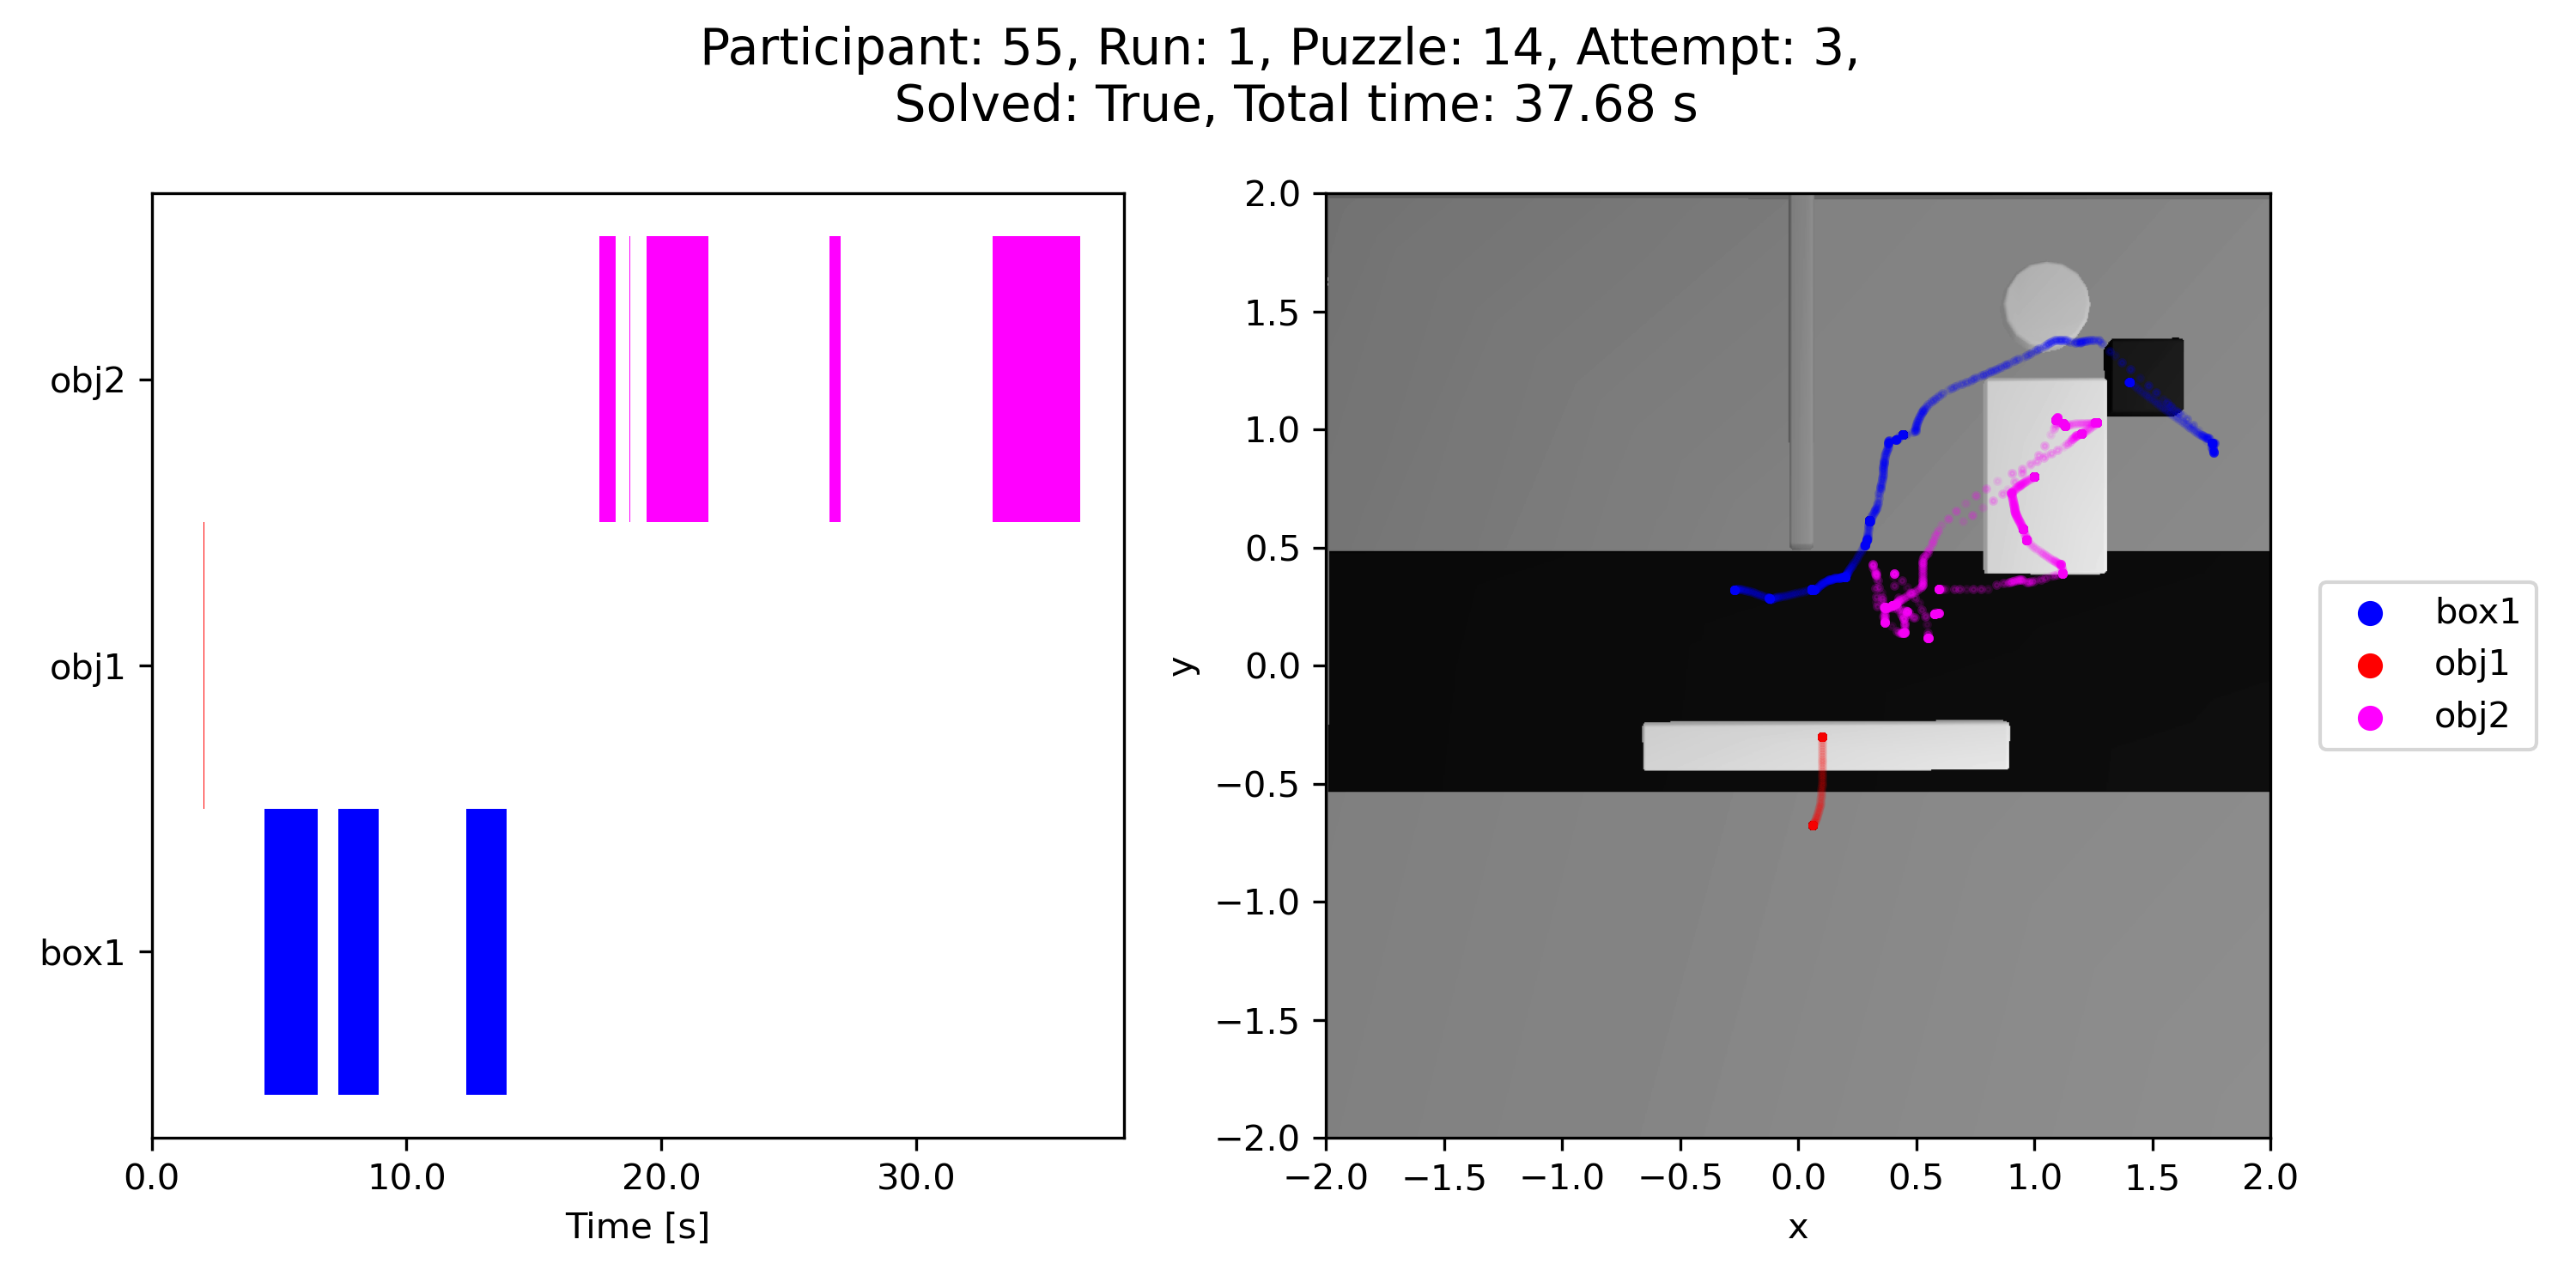 Participant: 55, Run: 1, Puzzle: 14, Attempt: 3,
Solved: True, Total time: 37.68 s
obj2
obj1
box1
0.0 10.0 20.0 30.0
Time [s]
2.0
1.5
1.0
0.5
0.0
−0.5
−1.0
−1.5
−2.0
y
−2.0 −1.5 −1.0 −0.5 0.0 0.5 1.0 1.5 2.0
x
box1
obj1
obj2